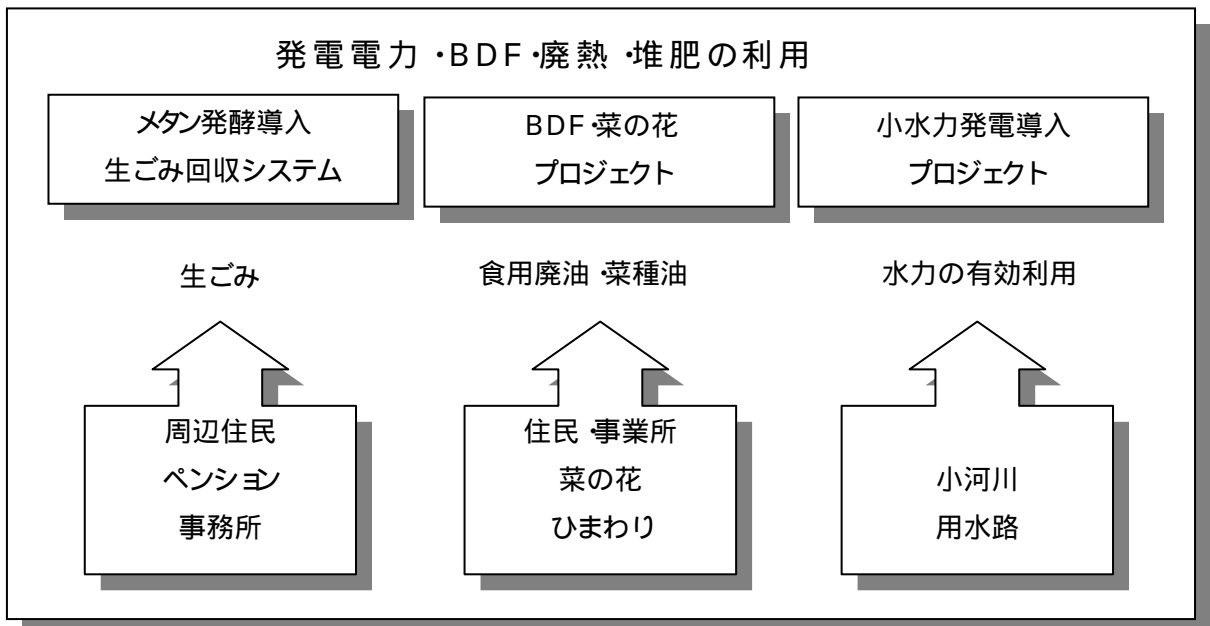 発電電力・BDF・廃熱・堆肥の利用
メタン発酵導入
生ごみ回収システム
BDF・菜の花
プロジェクト
小水力発電導入
プロジェクト
生ごみ
食用廃油・菜種油
水力の有効利用
周辺住民
ペンション
事務所
住民・事業所
菜の花
ひまわり
小河川
用水路